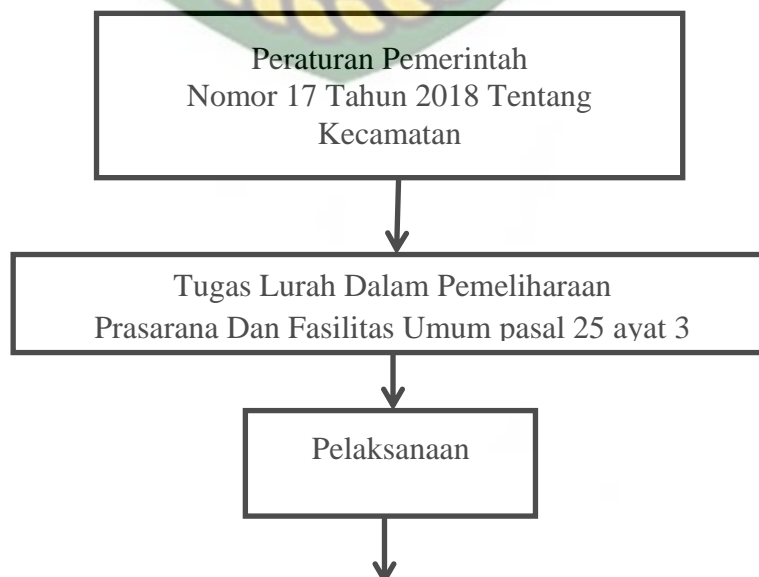 Peraturan Pemerintah
Nomor 17 Tahun 2018 Tentang
Kecamatan
Tugas Lurah Dalam Pemeliharaan
Prasarana Dan Fasilitas Umum pasal 25 ayat 3
Pelaksanaan